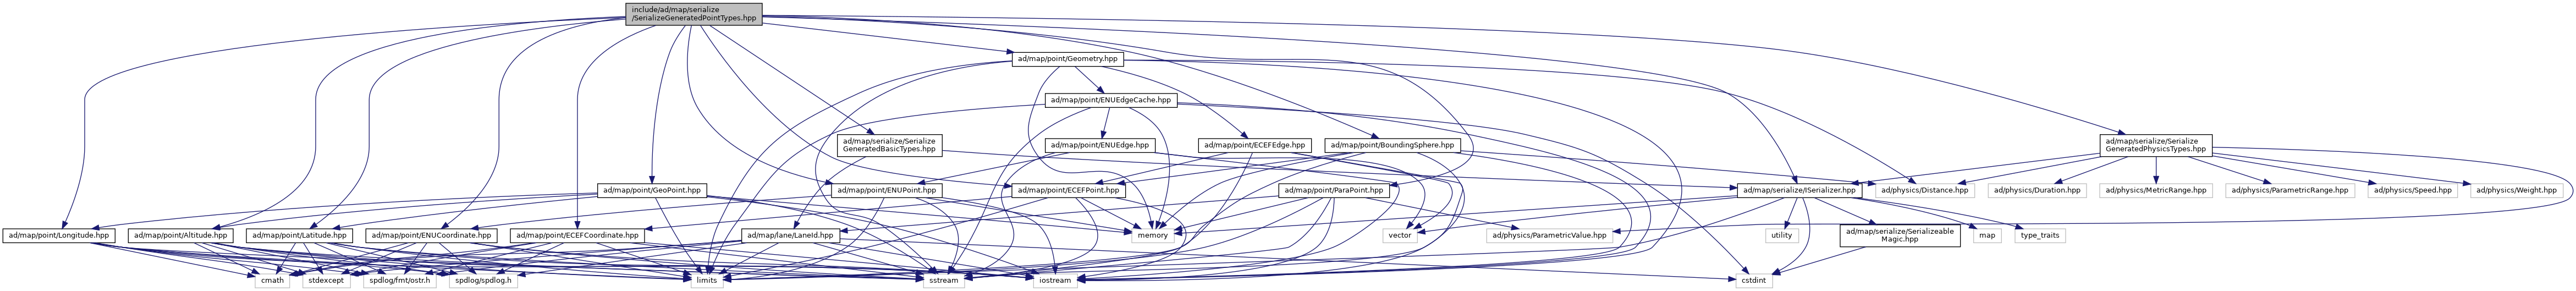 include/ad/map/serialize
/SerializeGeneratedPointTypes.hpp
ad/map/point/Geometry.hpp
ad/map/point/ENUEdgeCache.hpp
ad/map/serialize/Serialize
GeneratedBasicTypes.hpp
ad/map/point/ENUEdge.hpp
ad/map/point/ECEFEdge.hpp
ad/map/point/BoundingSphere.hpp
ad/map/serialize/Serialize
GeneratedPhysicsTypes.hpp
ad/map/point/GeoPoint.hpp
ad/map/point/ENUPoint.hpp
ad/map/point/ECEFPoint.hpp
ad/map/point/ParaPoint.hpp
ad/map/serialize/ISerializer.hpp
ad/physics/Distance.hpp
ad/physics/Duration.hpp
ad/physics/MetricRange.hpp
ad/physics/ParametricRange.hpp
ad/physics/Speed.hpp
ad/physics/Weight.hpp
ad/map/point/Longitude.hpp
ad/map/point/Altitude.hpp
ad/map/point/Latitude.hpp
ad/map/point/ENUCoordinate.hpp
ad/map/point/ECEFCoordinate.hpp
ad/map/lane/LaneId.hpp
memory
vector
ad/physics/ParametricValue.hpp
utility
ad/map/serialize/Serializeable
Magic.hpp
map
type_traits
cmath
stdexcept
spdlog/fmt/ostr.h
spdlog/spdlog.h
limits
sstream
iostream
cstdint